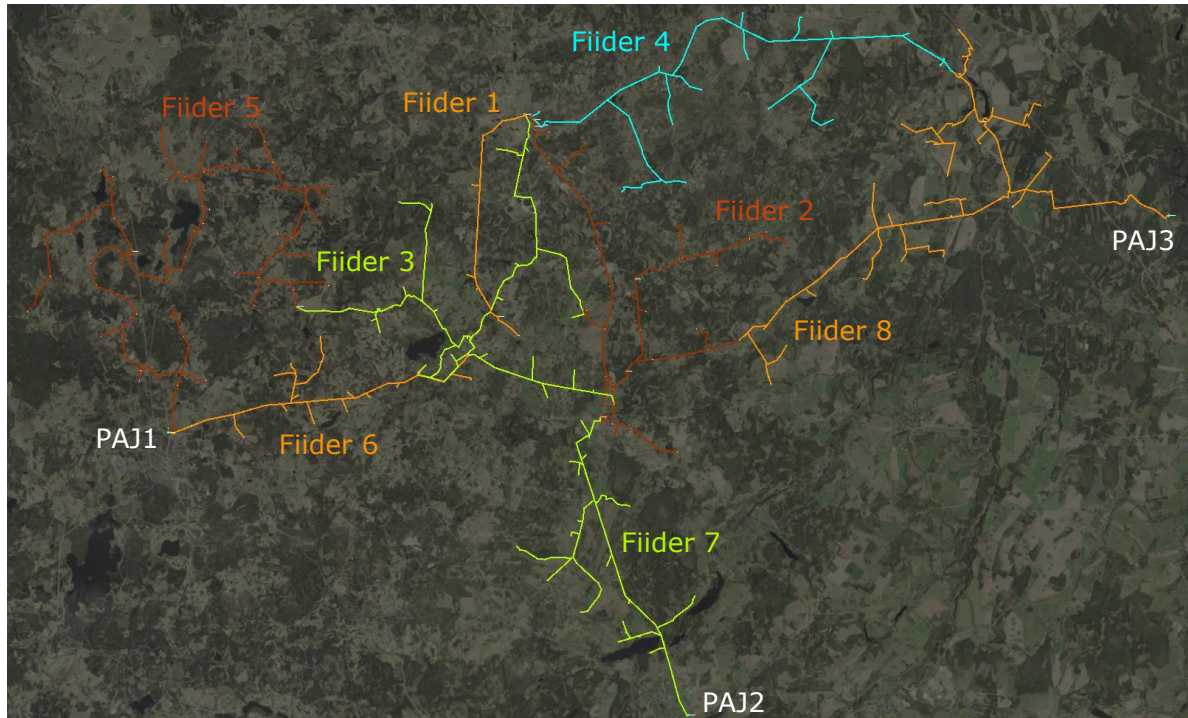 Fiider 4
Fiider 1
Fiider 5
Fiider 2
PAJ3
Fiider 3
Fiider 8
PAJ1
Fiider 6
Fiider 7
PAJ2